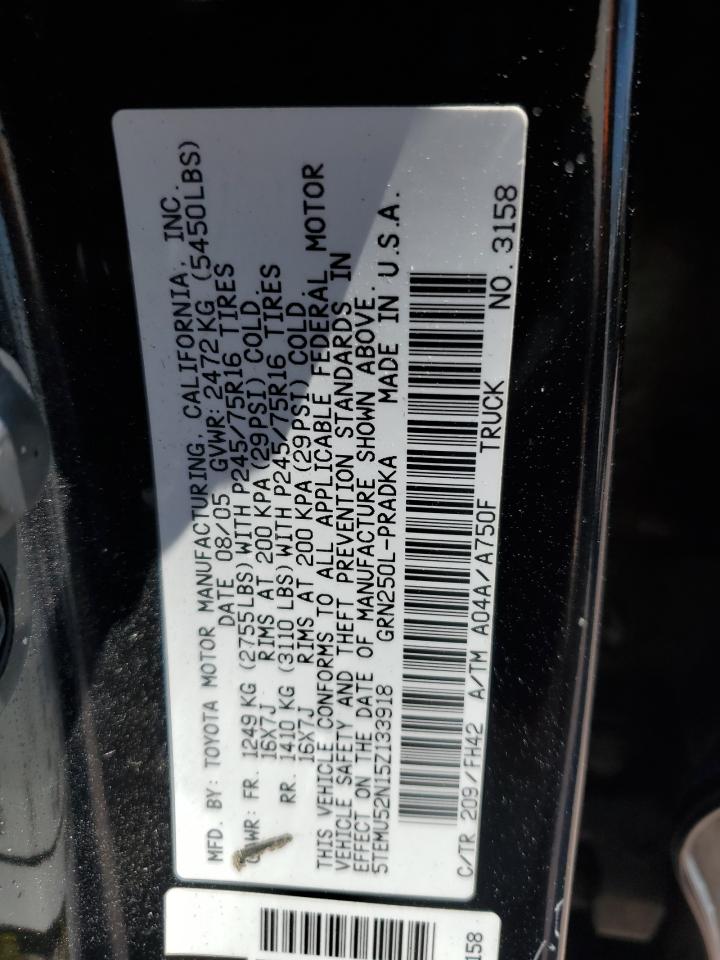 MFD. BY: TOYOTA MOTOR MANUFACTURING, CALIFORNIA, INC.
DATE 08/05 GVWR: 2472 KG (5450LBS)
GAWR: FR. 1249 KG (2755LBS) WITH P245/75R16 TIRES
16X7J RIMS AT 200 KPA (29PSI) COLD.
RR. 1410 KG (3110 LBS) WITH P245/75R16 TIRES
16X7J RIMS AT 200 KPA (29PSI) COLD.
THIS VEHICLE CONFORMS TO ALL APPLICABLE FEDERAL MOTOR
VEHICLE SAFETY AND THEFT PREVENTION STANDARDS IN
EFFECT ON THE DATE OF MANUFACTURE SHOWN ABOVE.
5TEMU52N15Z133918 GRN250L-PRADKA MADE IN U.S.A.
C/TR 209/FH42 A/TM A04A/A750F TRUCK NO. 3158
158